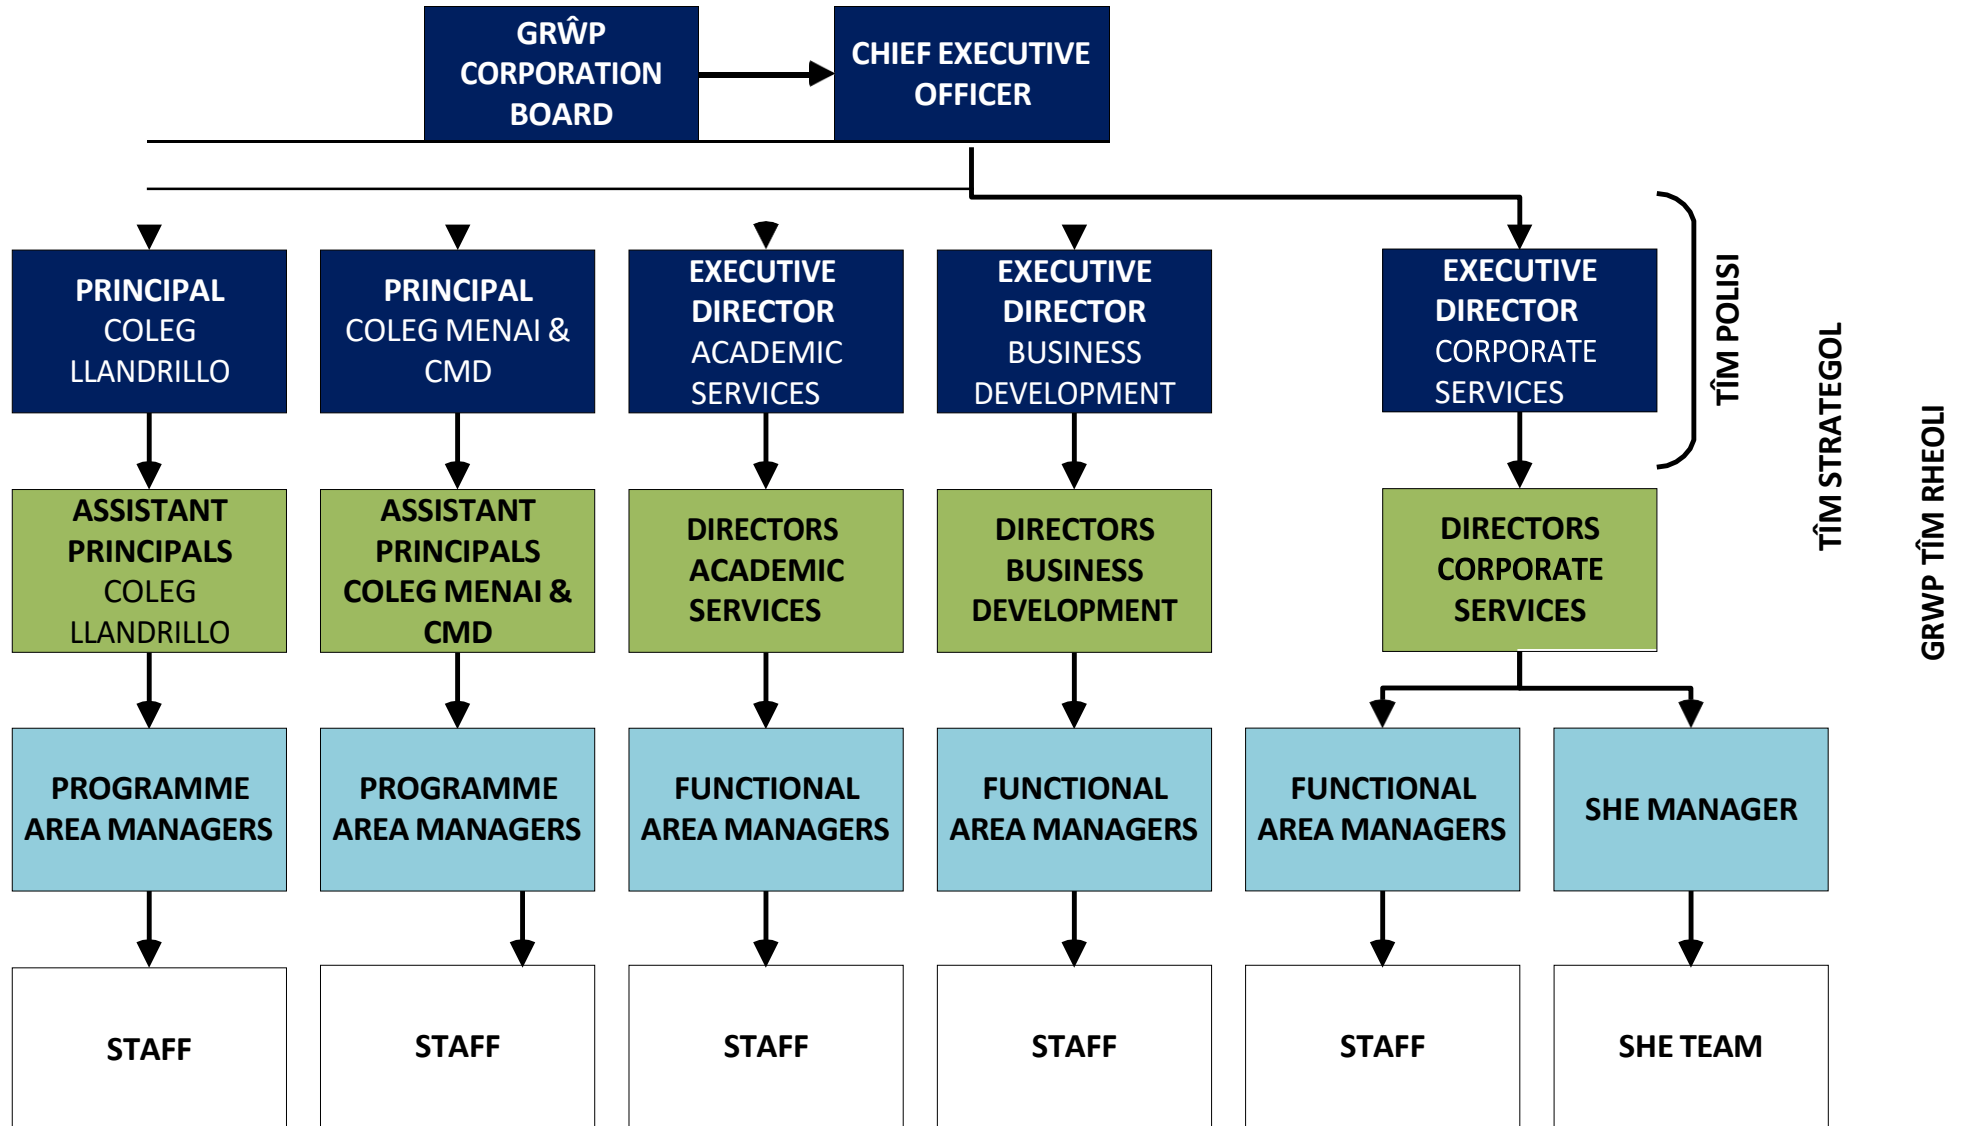 GRŴP
CORPORATION
BOARD
CHIEF EXECUTIVE
OFFICER
PRINCIPAL
COLEG
LLANDRILLO
PRINCIPAL
COLEG MENAI &
CMD
EXECUTIVE
DIRECTOR
ACADEMIC
SERVICES
EXECUTIVE
DIRECTOR
BUSINESS
DEVELOPMENT
EXECUTIVE
DIRECTOR
CORPORATE
SERVICES
TÎM POLISI
TÎM STRATEGOL
GRWP TÎM RHEOLI
ASSISTANT
PRINCIPALS
COLEG
LLANDRILLO
ASSISTANT
PRINCIPALS
COLEG MENAI &
CMD
DIRECTORS
ACADEMIC
SERVICES
DIRECTORS
BUSINESS
DEVELOPMENT
DIRECTORS
CORPORATE
SERVICES
PROGRAMME
AREA MANAGERS
PROGRAMME
AREA MANAGERS
FUNCTIONAL
AREA MANAGERS
FUNCTIONAL
AREA MANAGERS
FUNCTIONAL
AREA MANAGERS
SHE MANAGER
STAFF
STAFF
STAFF
STAFF
STAFF
SHE TEAM